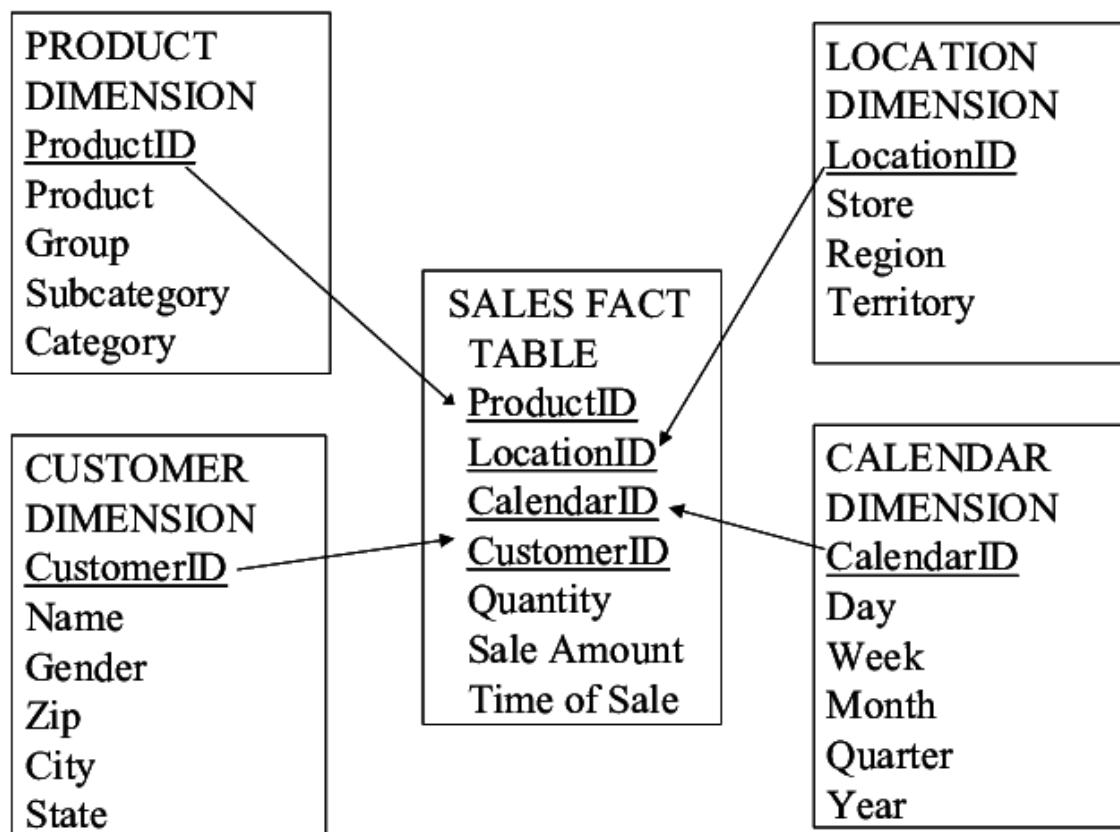 PRODUCT
DIMENSION
ProductID
Product
Group
Subcategory
Category
LOCATION
DIMENSION
LocationID
Store
Region
Territory
SALES FACT
TABLE
ProductID
LocationID
CalendarID
CustomerID
Quantity
Sale Amount
Time of Sale
CUSTOMER
DIMENSION
CustomerID
Name
Gender
Zip
City
State
CALENDAR
DIMENSION
CalendarID
Day
Week
Month
Quarter
Year